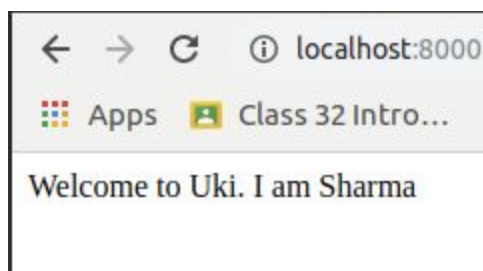 localhost:8000
Apps Class 32 Intro...
Welcome to Uki. I am Sharma